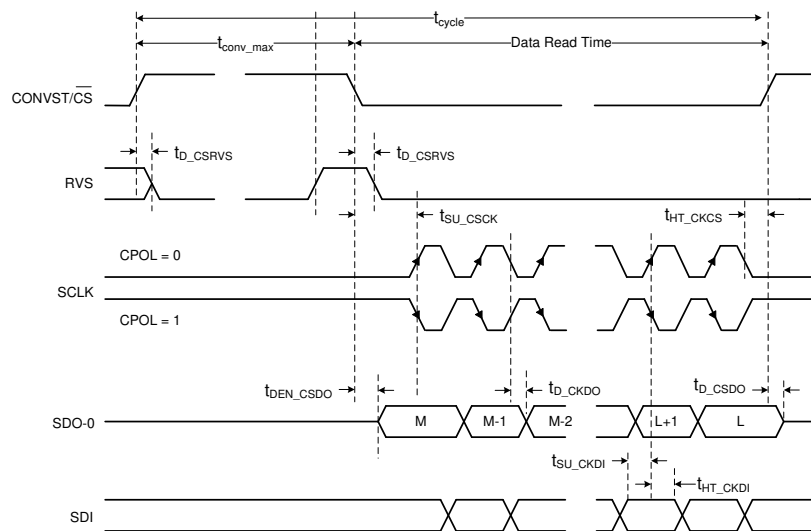 tcycle
tconv_max
Data Read Time
CONVST/CS
tD_CSRVS
tD_CSRVS
RVS
tSU_CSCK
tHT_CKCS
CPOL = 0
SCLK
CPOL = 1
tDEN_CSDO
tD_CKDO
tD_CSDO
SDO-0
M
M-1
M-2
L+1
L
tSU_CKDI
tHT_CKDI
SDI